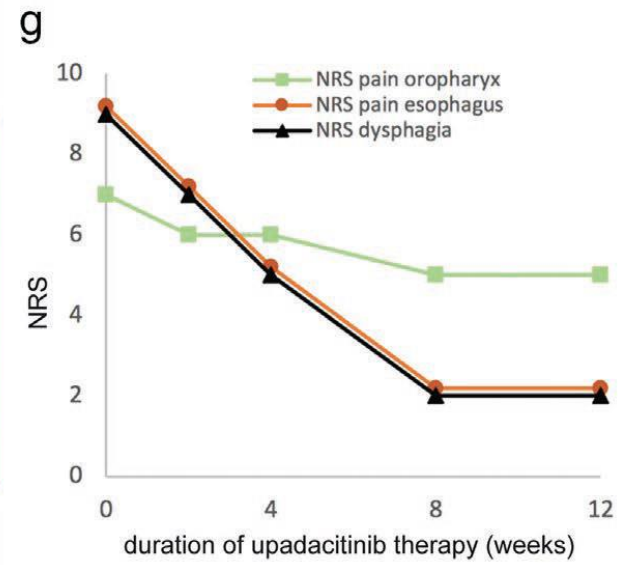 g
10
NRS pain oropharyx
NRS pain esophagus
NRS dysphagia
8
6
4
2
0
NRS
0 4 8 12
duration of upadacitinib therapy (weeks)